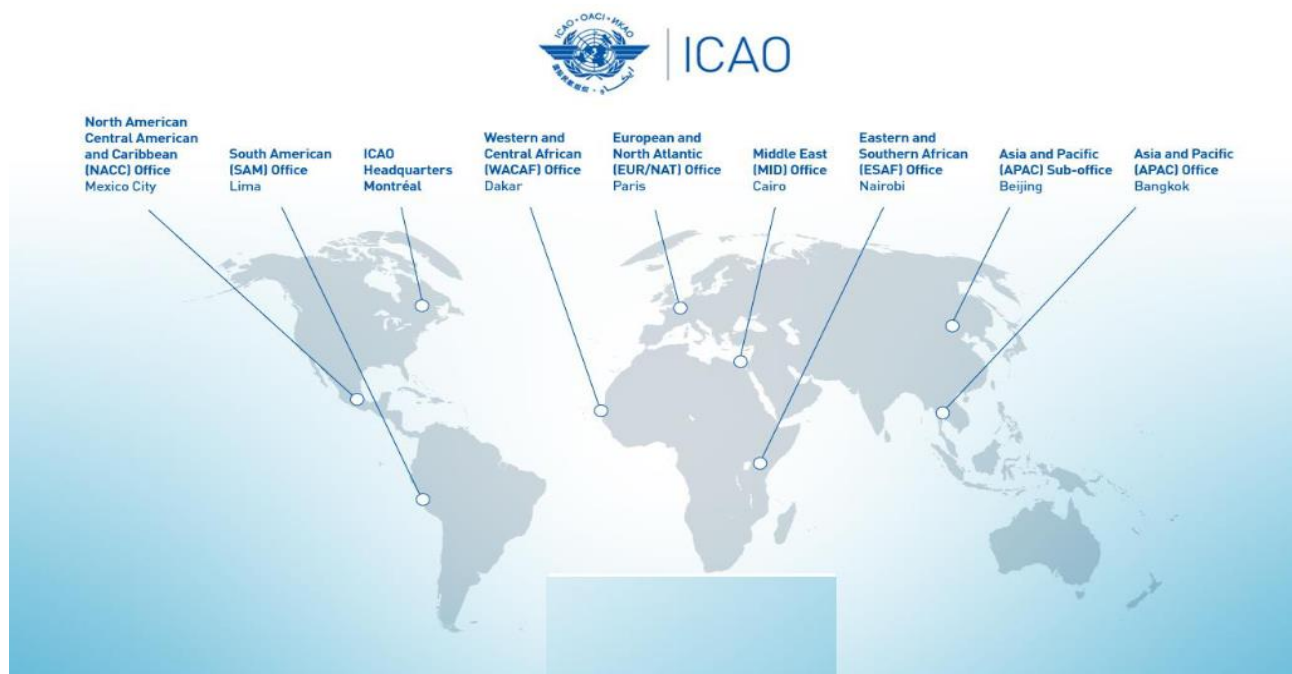 ICAO · OACI · ИКАО
ICAO
North American
Central American
and Caribbean
(NACC) Office
Mexico City
South American
(SAM) Office
Lima
ICAO
Headquarters
Montréal
Western and
Central African
(WACAF) Office
Dakar
European and
North Atlantic
(EUR/NAT) Office
Paris
Middle East
(MID) Office
Cairo
Eastern and
Southern African
(ESAF) Office
Nairobi
Asia and Pacific
(APAC) Sub-office
Beijing
Asia and Pacific
(APAC) Office
Bangkok